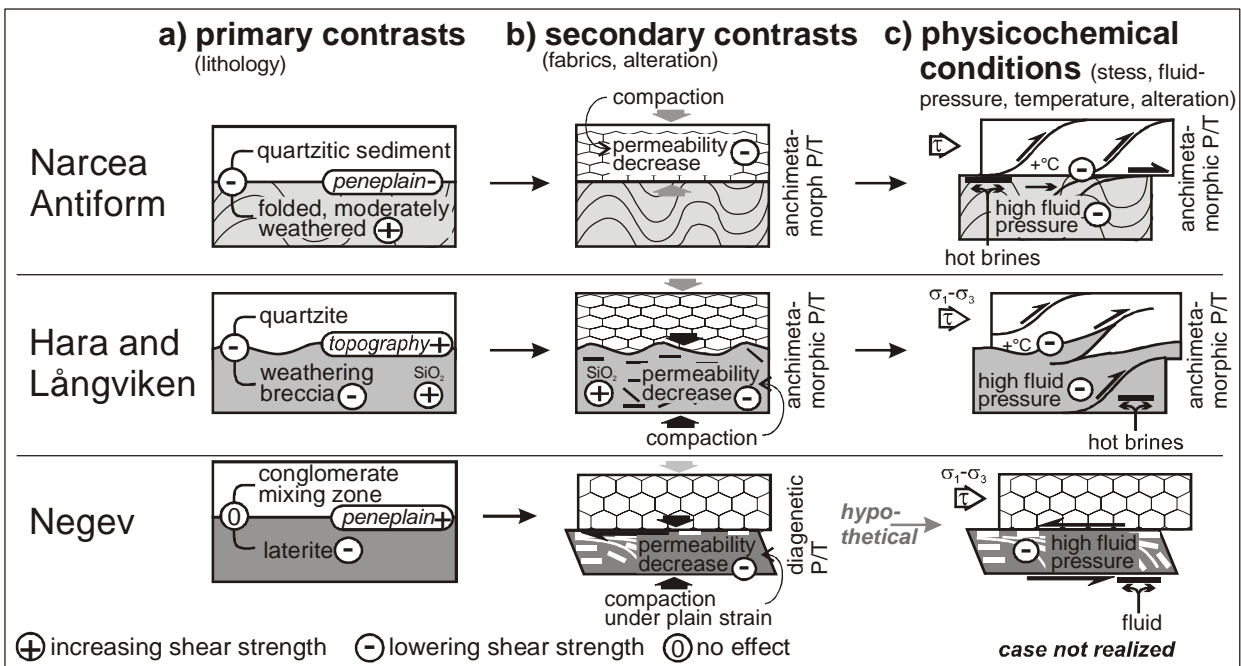 a) primary contrasts
(lithology)
b) secondary contrasts
(fabrics, alteration)
c) physicochemical
conditions (stess, fluid-
pressure, temperature, alteration)
Narcea
Antiform
quartzitic sediment
-
peneplain-
folded, moderately
weathered +
compaction
permeability
decrease -
anchimeta-
morph P/T
τ
+°C -
high fluid
pressure -
hot brines
anchimeta-
morphic P/T
Hara and
Långviken
quartzite
-
topography+
weathering
breccia -
SiO₂
+
SiO₂
+
permeability
decrease -
compaction
anchimeta-
morphic P/T
σ₁-σ₃
τ
+°C -
high fluid
pressure -
hot brines
anchimeta-
morphic P/T
Negev
conglomerate
mixing zone
0
peneplain+
laterite -
permeability
decrease -
compaction
under plain strain
diagenetic
P/T
hypo-
thetical
σ₁-σ₃
τ
- high fluid
pressure
fluid
case not realized
+ increasing shear strength - lowering shear strength 0 no effect